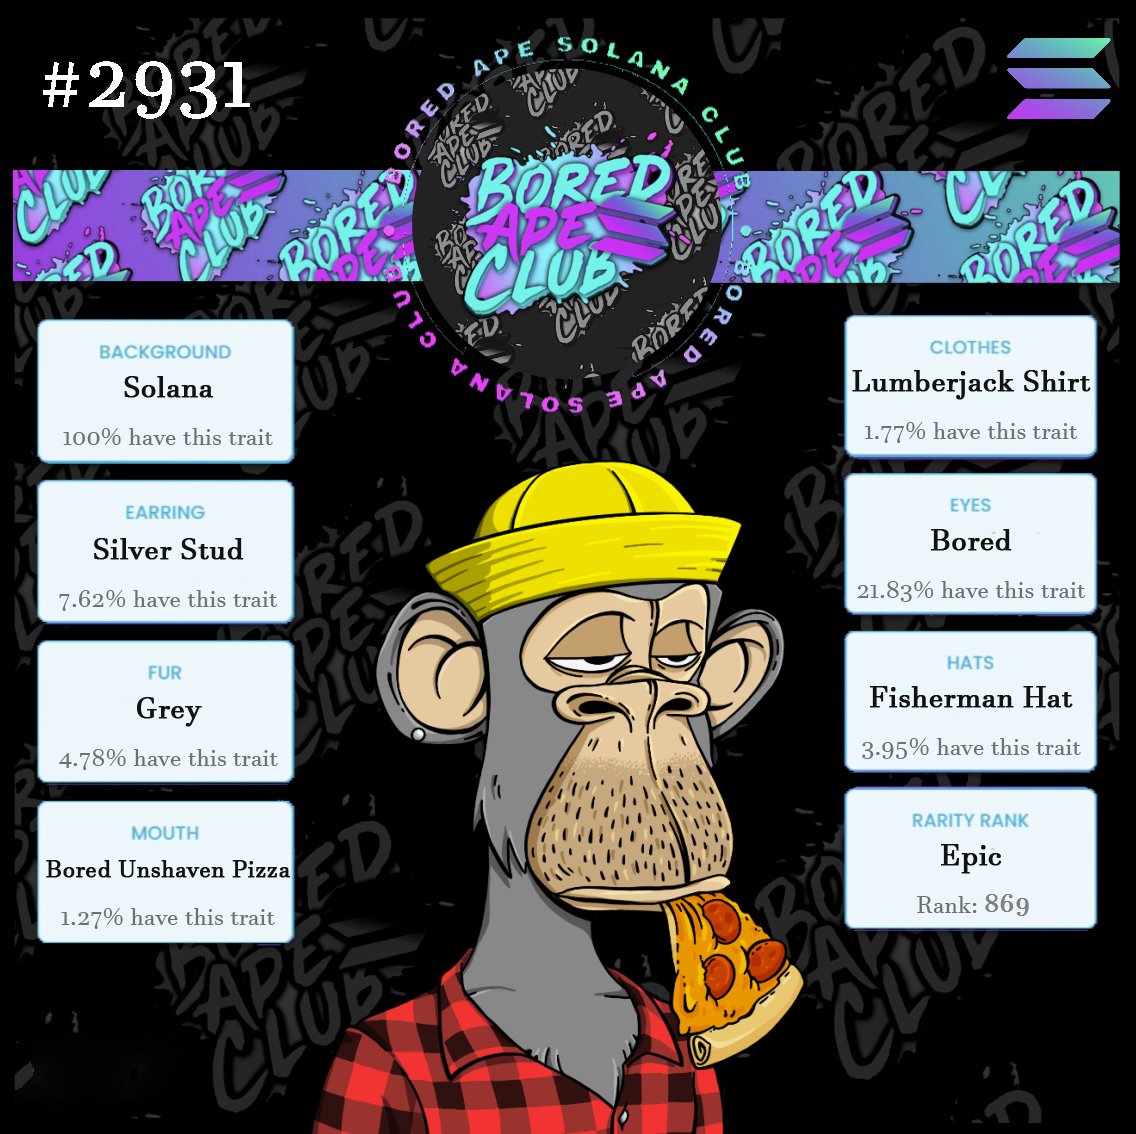 #2931
BORED APE SOLANA CLUB
BORED APE SOLANA CLUB
BORED
APE
CLUB
BACKGROUND
Solana
100% have this trait
EARRING
Silver Stud
7.62% have this trait
FUR
Grey
4.78% have this trait
MOUTH
Bored Unshaven Pizza
1.27% have this trait
CLOTHES
Lumberjack Shirt
1.77% have this trait
EYES
Bored
21.83% have this trait
HATS
Fisherman Hat
3.95% have this trait
RARITY RANK
Epic
Rank: 869